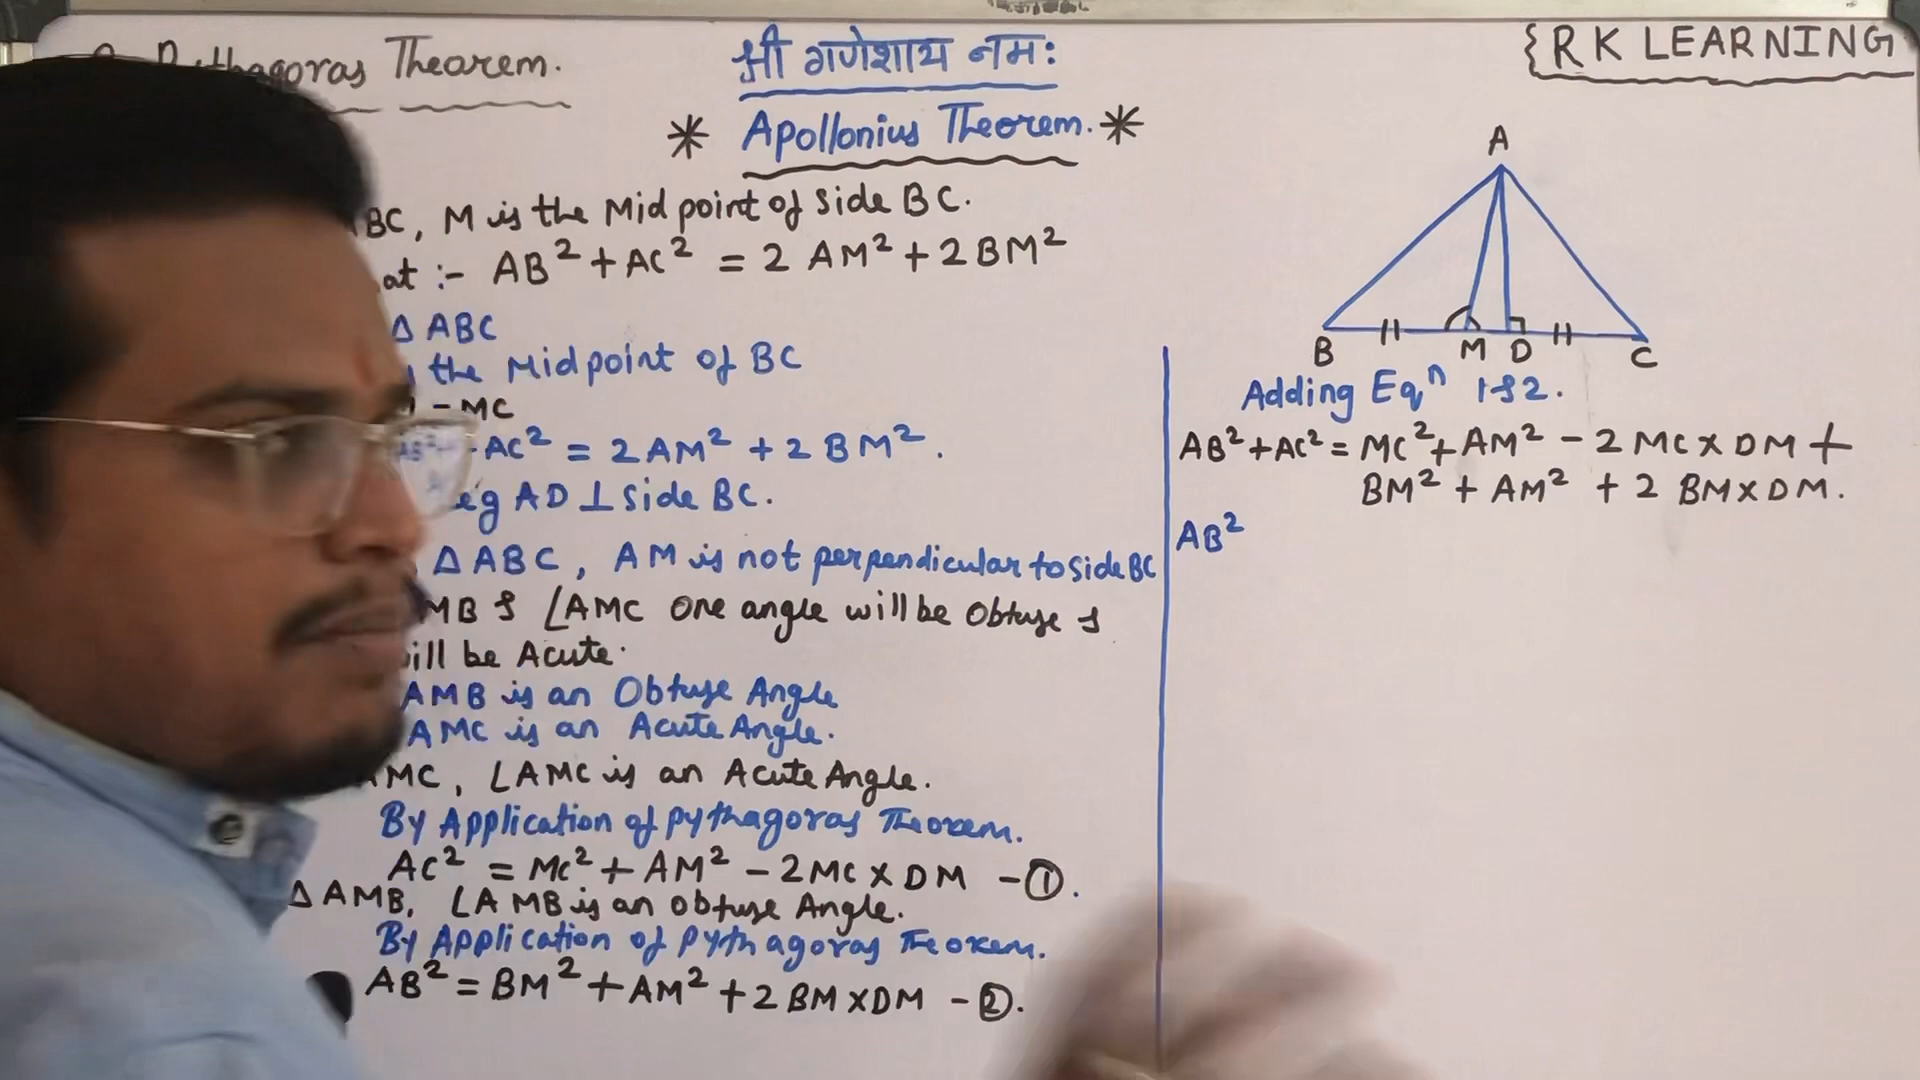 Pythagoras Theorem.
श्री गणेशाय नमः
{RK LEARNING
* Apollonius Theorem. *
BC, M is the Mid point of side BC.
at :- AB² + AC² = 2 AM² + 2 BM²
Δ ABC
the Midpoint of BC
- MC
AC² = 2AM² + 2 BM².
seg AD ⊥ side BC.
Δ ABC, AM is not perpendicular to side BC
MB & ∠AMC one angle will be Obtuse &
will be Acute.
AMB is an Obtuse Angle
AMC is an Acute Angle.
AMC, ∠AMC is an Acute Angle.
By Application of pythagoras Theorem.
AC² = MC² + AM² - 2MC x DM - ①.
Δ AMB, ∠AMB is an obtuse Angle.
By Application of pythagoras Theorem.
AB² = BM² + AM² + 2 BM x DM - ②.
A
B M D C
Adding Eqⁿ 1 & 2.
AB² + AC² = MC² + AM² - 2 MC x DM +
BM² + AM² + 2 BM x DM.
AB²